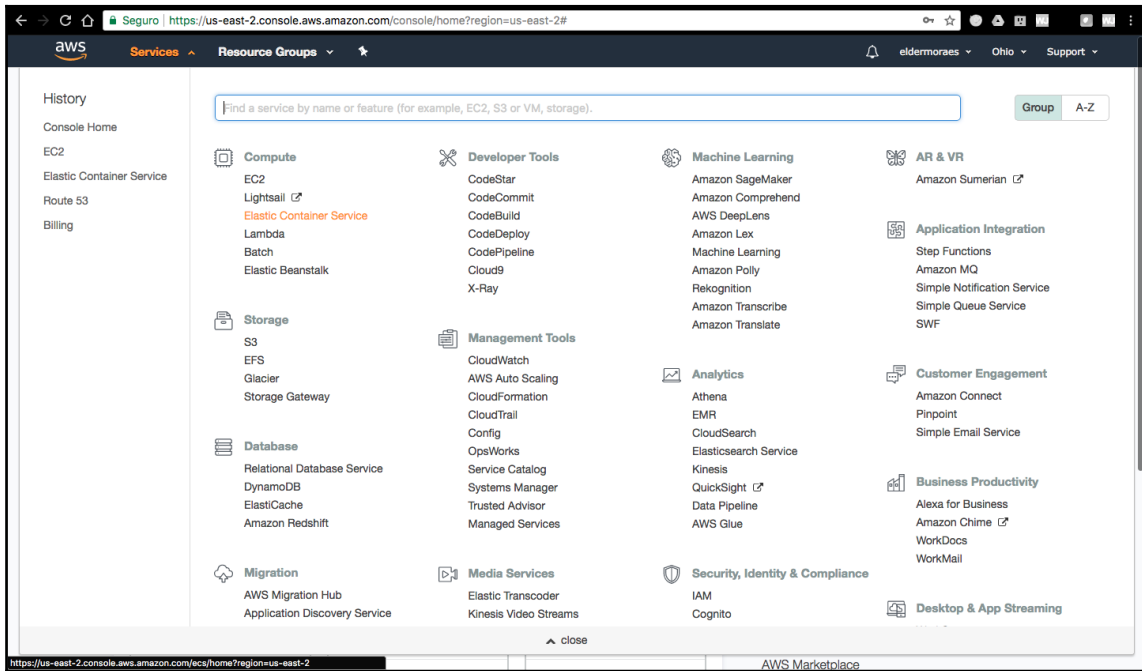 Seguro | https://us-east-2.console.aws.amazon.com/console/home?region=us-east-2#
aws Services Resource Groups eldermoraes Ohio Support
History
Console Home
EC2
Elastic Container Service
Route 53
Billing
Find a service by name or feature (for example, EC2, S3 or VM, storage).
Group A-Z
Compute
EC2
Lightsail
Elastic Container Service
Lambda
Batch
Elastic Beanstalk
Storage
S3
EFS
Glacier
Storage Gateway
Database
Relational Database Service
DynamoDB
ElastiCache
Amazon Redshift
Migration
AWS Migration Hub
Application Discovery Service
Developer Tools
CodeStar
CodeCommit
CodeBuild
CodeDeploy
CodePipeline
Cloud9
X-Ray
Management Tools
CloudWatch
AWS Auto Scaling
CloudFormation
CloudTrail
Config
OpsWorks
Service Catalog
Systems Manager
Trusted Advisor
Managed Services
Media Services
Elastic Transcoder
Kinesis Video Streams
Machine Learning
Amazon SageMaker
Amazon Comprehend
AWS DeepLens
Amazon Lex
Machine Learning
Amazon Polly
Rekognition
Amazon Transcribe
Amazon Translate
Analytics
Athena
EMR
CloudSearch
Elasticsearch Service
Kinesis
QuickSight
Data Pipeline
AWS Glue
Security, Identity & Compliance
IAM
Cognito
AR & VR
Amazon Sumerian
Application Integration
Step Functions
Amazon MQ
Simple Notification Service
Simple Queue Service
SWF
Customer Engagement
Amazon Connect
Pinpoint
Simple Email Service
Business Productivity
Alexa for Business
Amazon Chime
WorkDocs
WorkMail
Desktop & App Streaming
close
https://us-east-2.console.aws.amazon.com/ecs/home?region=us-east-2
AWS Marketplace